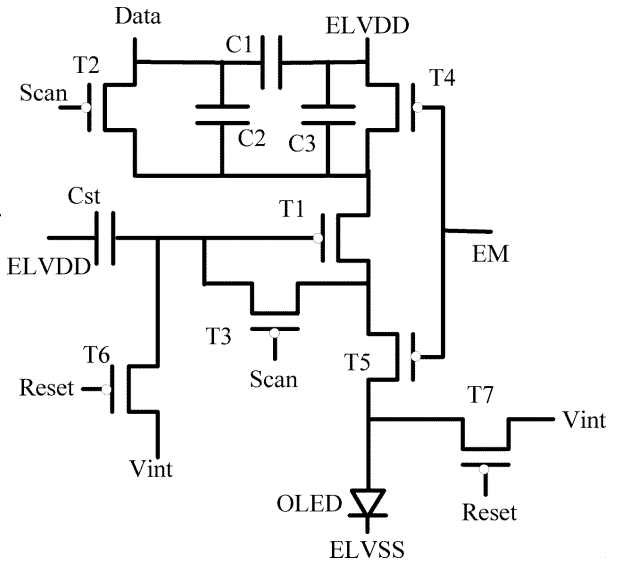 Data
C1
ELVDD
T2
T4
Scan
C2
C3
Cst
T1
ELVDD
EM
T3
T5
T6
Scan
T7
Reset
Vint
Vint
OLED
Reset
ELVSS